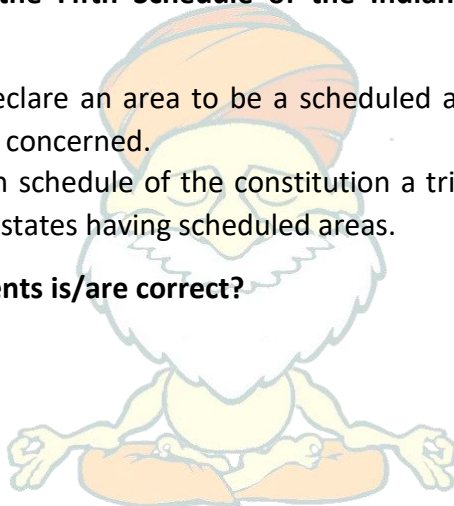 the Fifth Schedule of the Indian
eclare an area to be a scheduled a
concerned.
schedule of the constitution a tri
states having scheduled areas.
ents is/are correct?